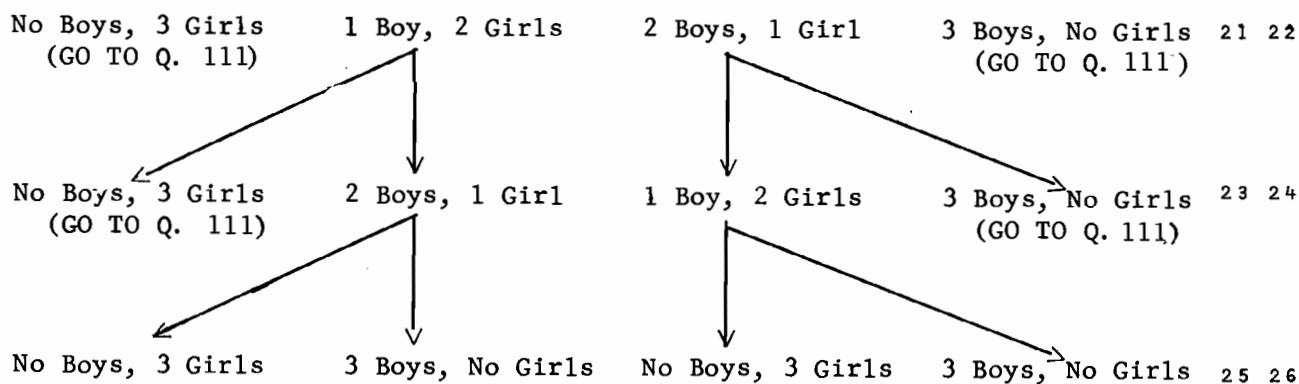 No Boys, 3 Girls 1 Boy, 2 Girls 2 Boys, 1 Girl 3 Boys, No Girls 21 22
(GO TO Q. 111) (GO TO Q. 111)
No Boys, 3 Girls 2 Boys, 1 Girl 1 Boy, 2 Girls 3 Boys, No Girls 23 24
(GO TO Q. 111) (GO TO Q. 111)
No Boys, 3 Girls 3 Boys, No Girls No Boys, 3 Girls 3 Boys, No Girls 25 26